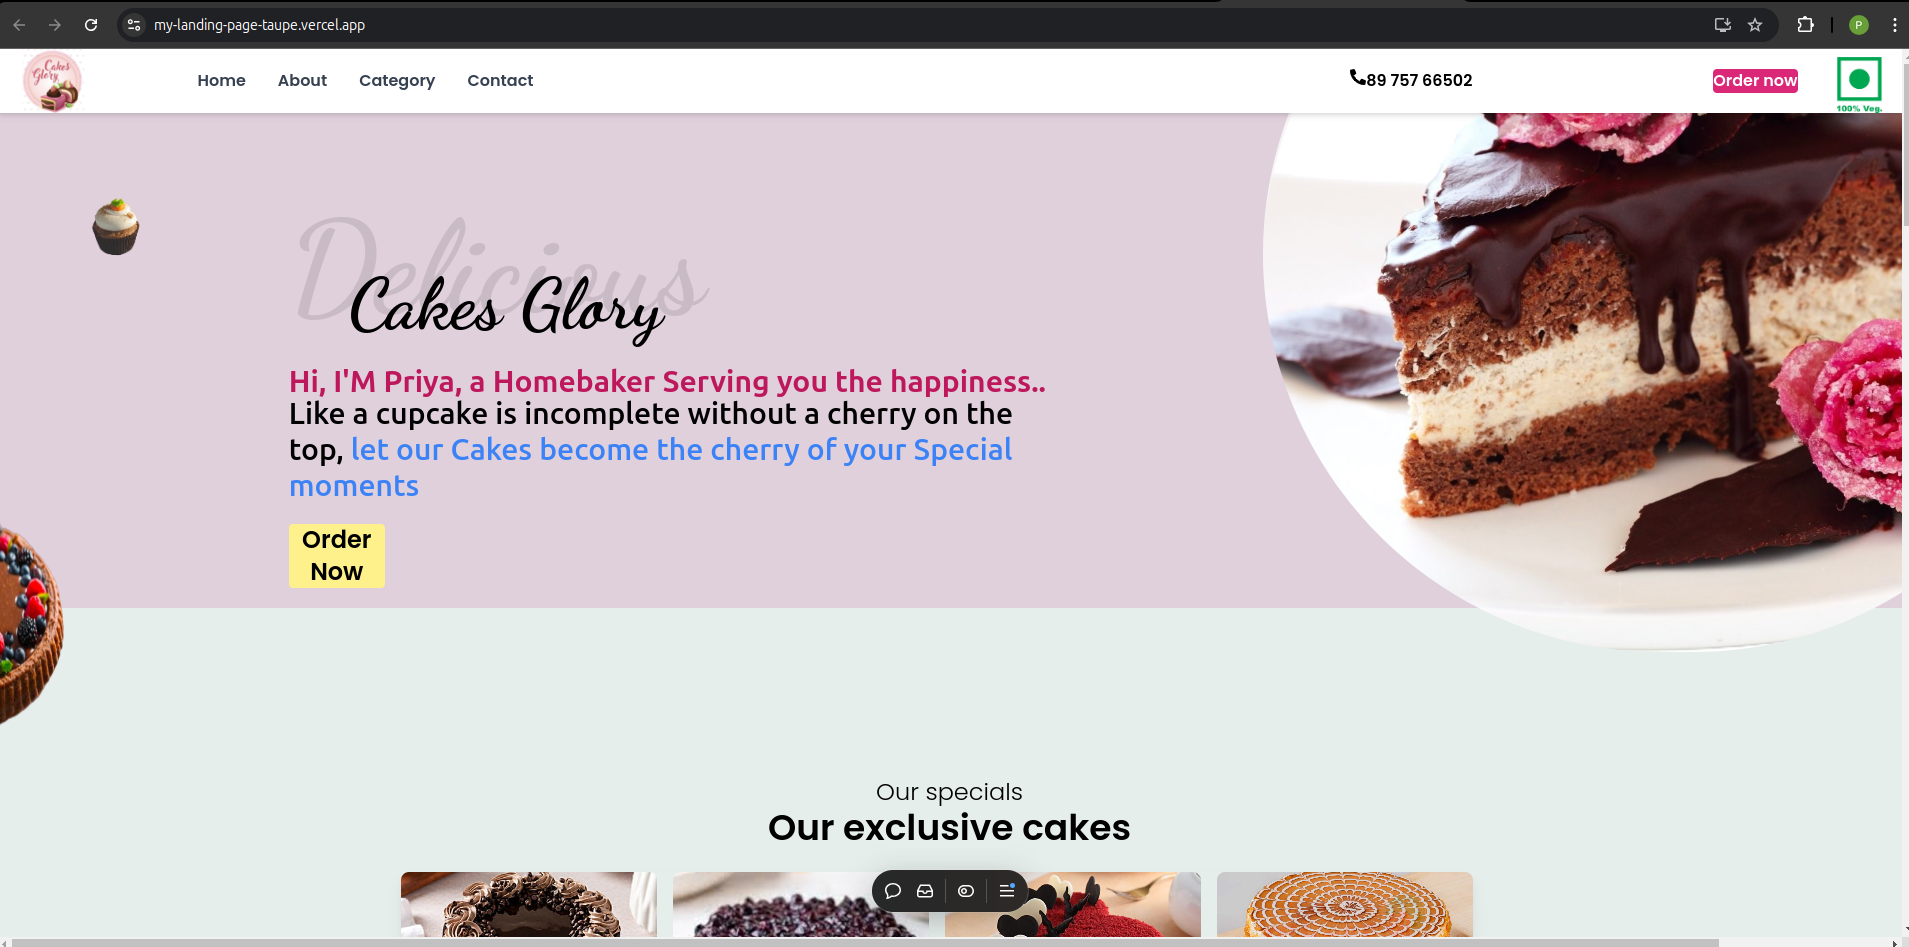 my-landing-page-taupe.vercel.app
P
Cakes Glory
Home About Category Contact 89 757 66502 Order now
100% Veg.
Delicious
Cakes Glory
Hi, I'M Priya, a Homebaker Serving you the happiness..
Like a cupcake is incomplete without a cherry on the
top, let our Cakes become the cherry of your Special
moments
Order
Now
Our specials
Our exclusive cakes